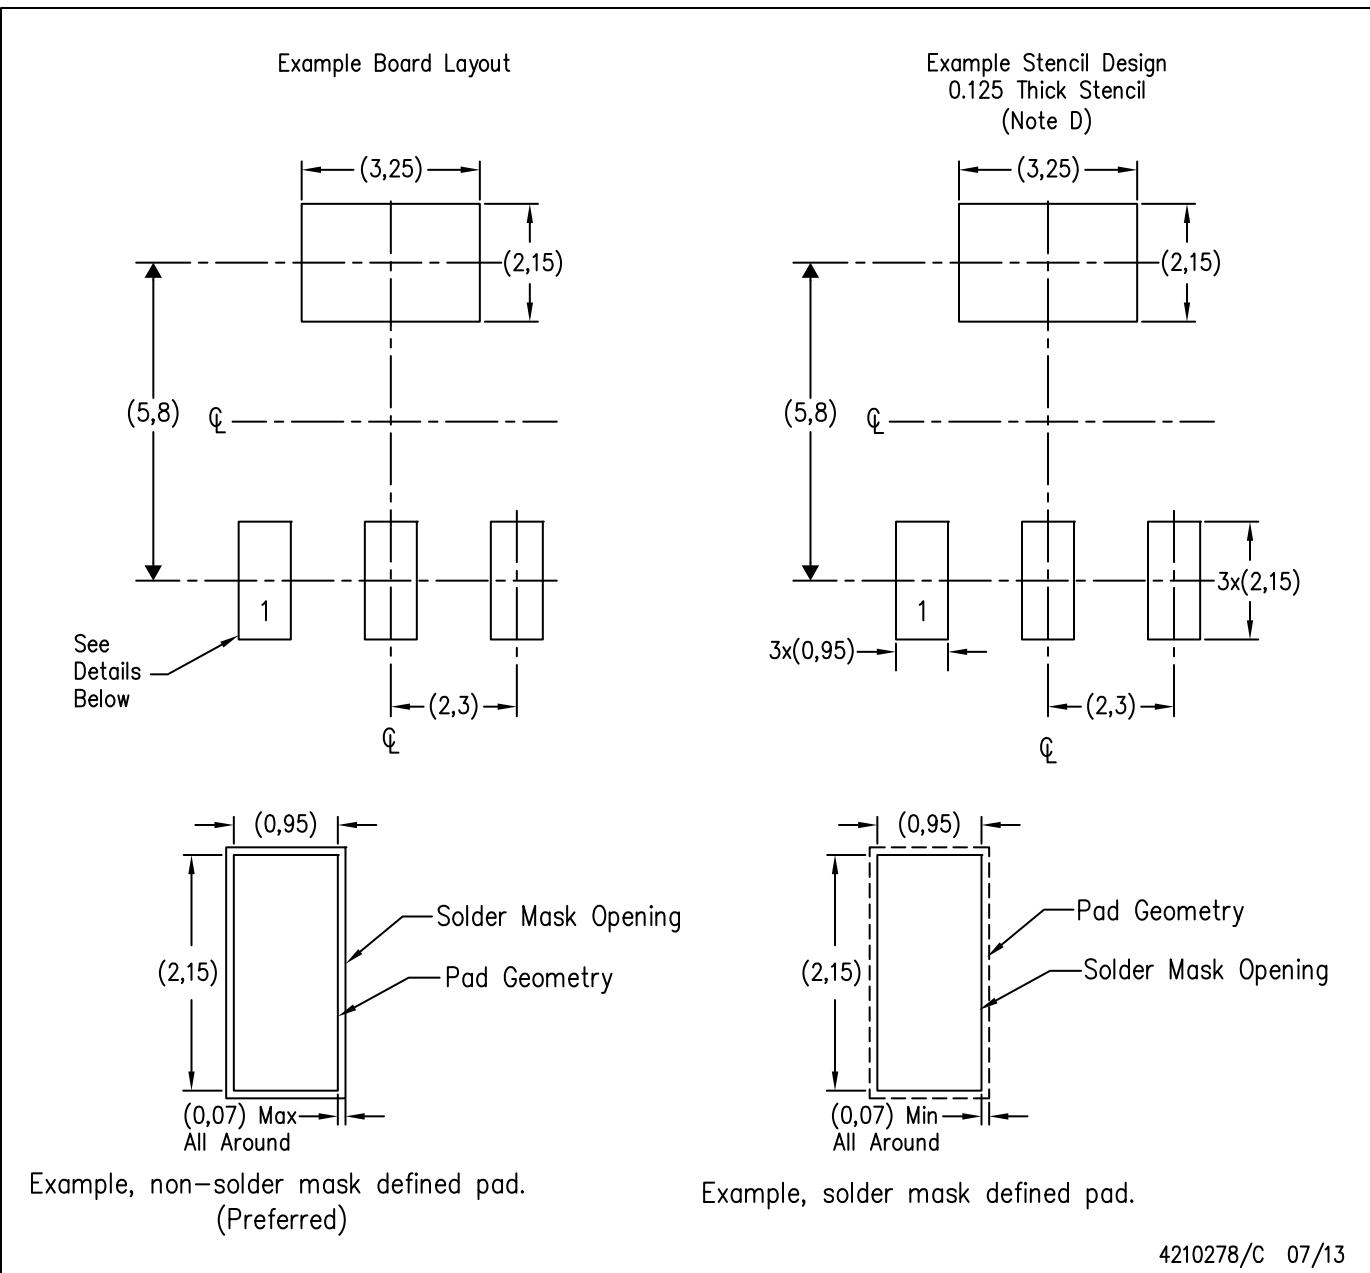 Example Board Layout
Example Stencil Design
0.125 Thick Stencil
(Note D)
(3,25)
(2,15)
(5,8)
℄
1
See
Details
Below
(2,3)
℄
(3,25)
(2,15)
(5,8)
℄
1
3x(2,15)
3x(0,95)
(2,3)
℄
(0,95)
(2,15)
Solder Mask Opening
Pad Geometry
(0,07) Max
All Around
Example, non-solder mask defined pad.
(Preferred)
(0,95)
(2,15)
Pad Geometry
Solder Mask Opening
(0,07) Min
All Around
Example, solder mask defined pad.
4210278/C 07/13